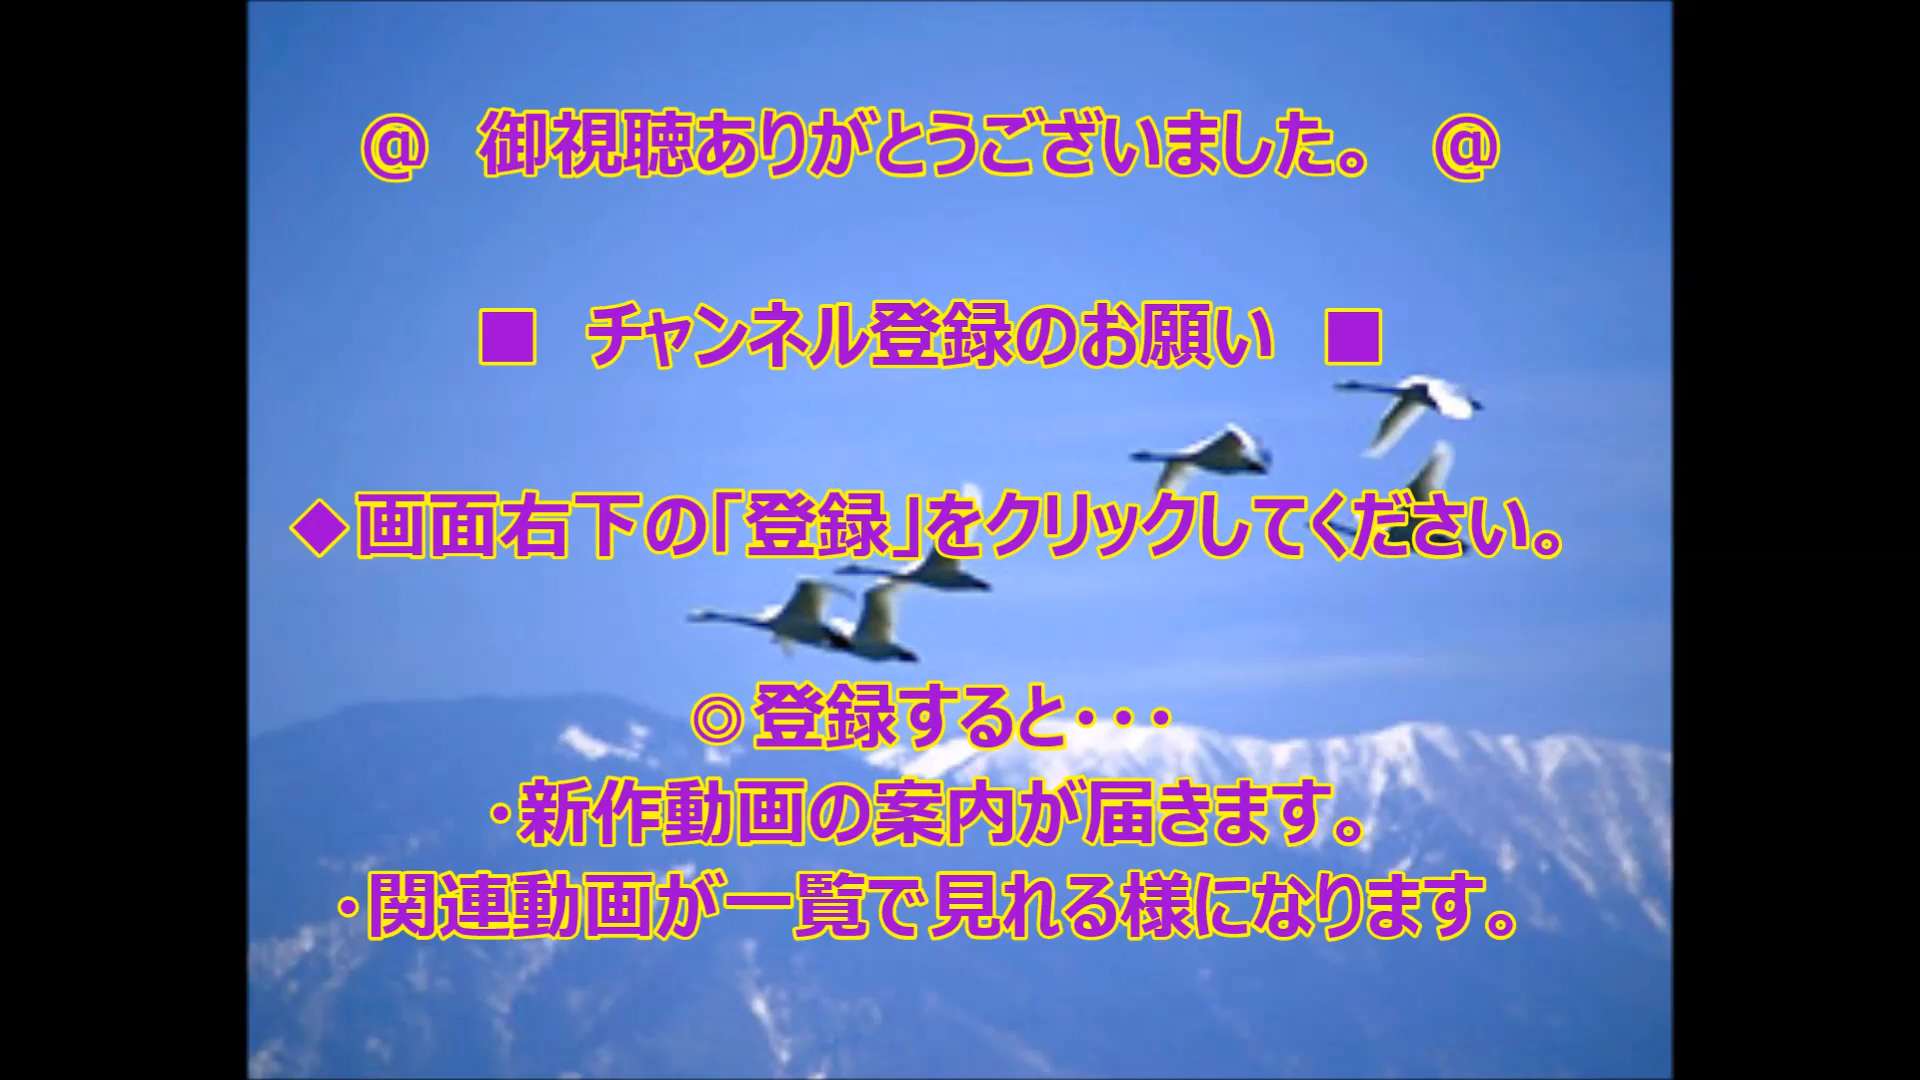 @ 御視聴ありがとうございました。 @
■ チャンネル登録のお願い ■
◆画面右下の「登録」をクリックしてください。
◎登録すると・・・
・新作動画の案内が届きます。
・関連動画が一覧で見れる様になります。